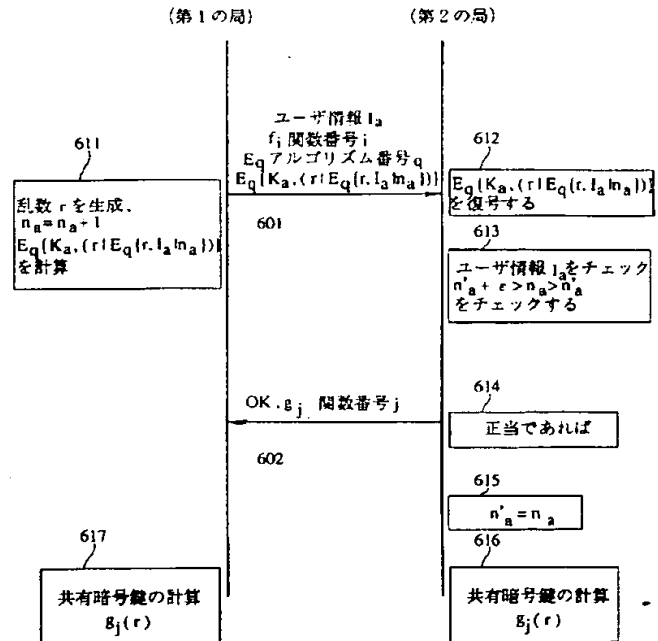 (第1の局)
(第2の局)
ユーザ情報 Ia
fi 関数番号 i
Eq アルゴリズム番号 q
Eq{Ka,(r|Eq{r,Ia|na})}
601
611
乱数 r を生成、
na=na+1
Eq{Ka,(r|Eq{r,Ia|na})}
を計算
612
Eq{Ka,(r|Eq{r,Ia|na})}
を復号する
613
ユーザ情報 Iaをチェック
n'a + ε > na > n'a
をチェックする
OK,gj 関数番号 j
602
614
正当であれば
615
n'a = na
617
共有暗号鍵の計算
gj(r)
616
共有暗号鍵の計算
gj(r)